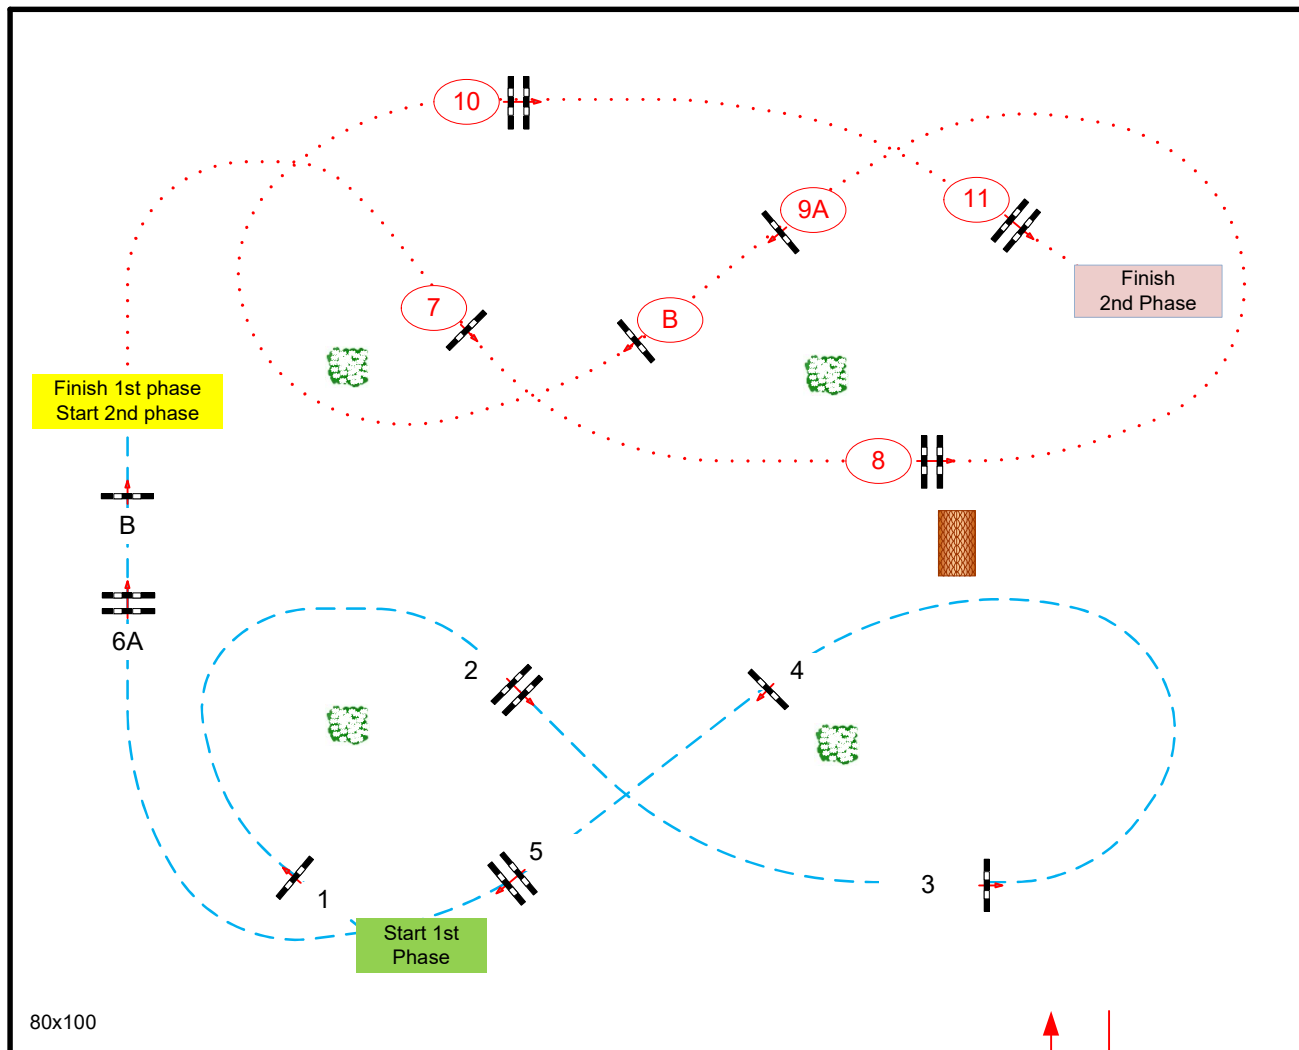 10
9A
11
Finish
2nd Phase
7
B
Finish 1st phase
Start 2nd phase
8
B
6A
2
4
5
3
1
Start 1st
Phase
80x100